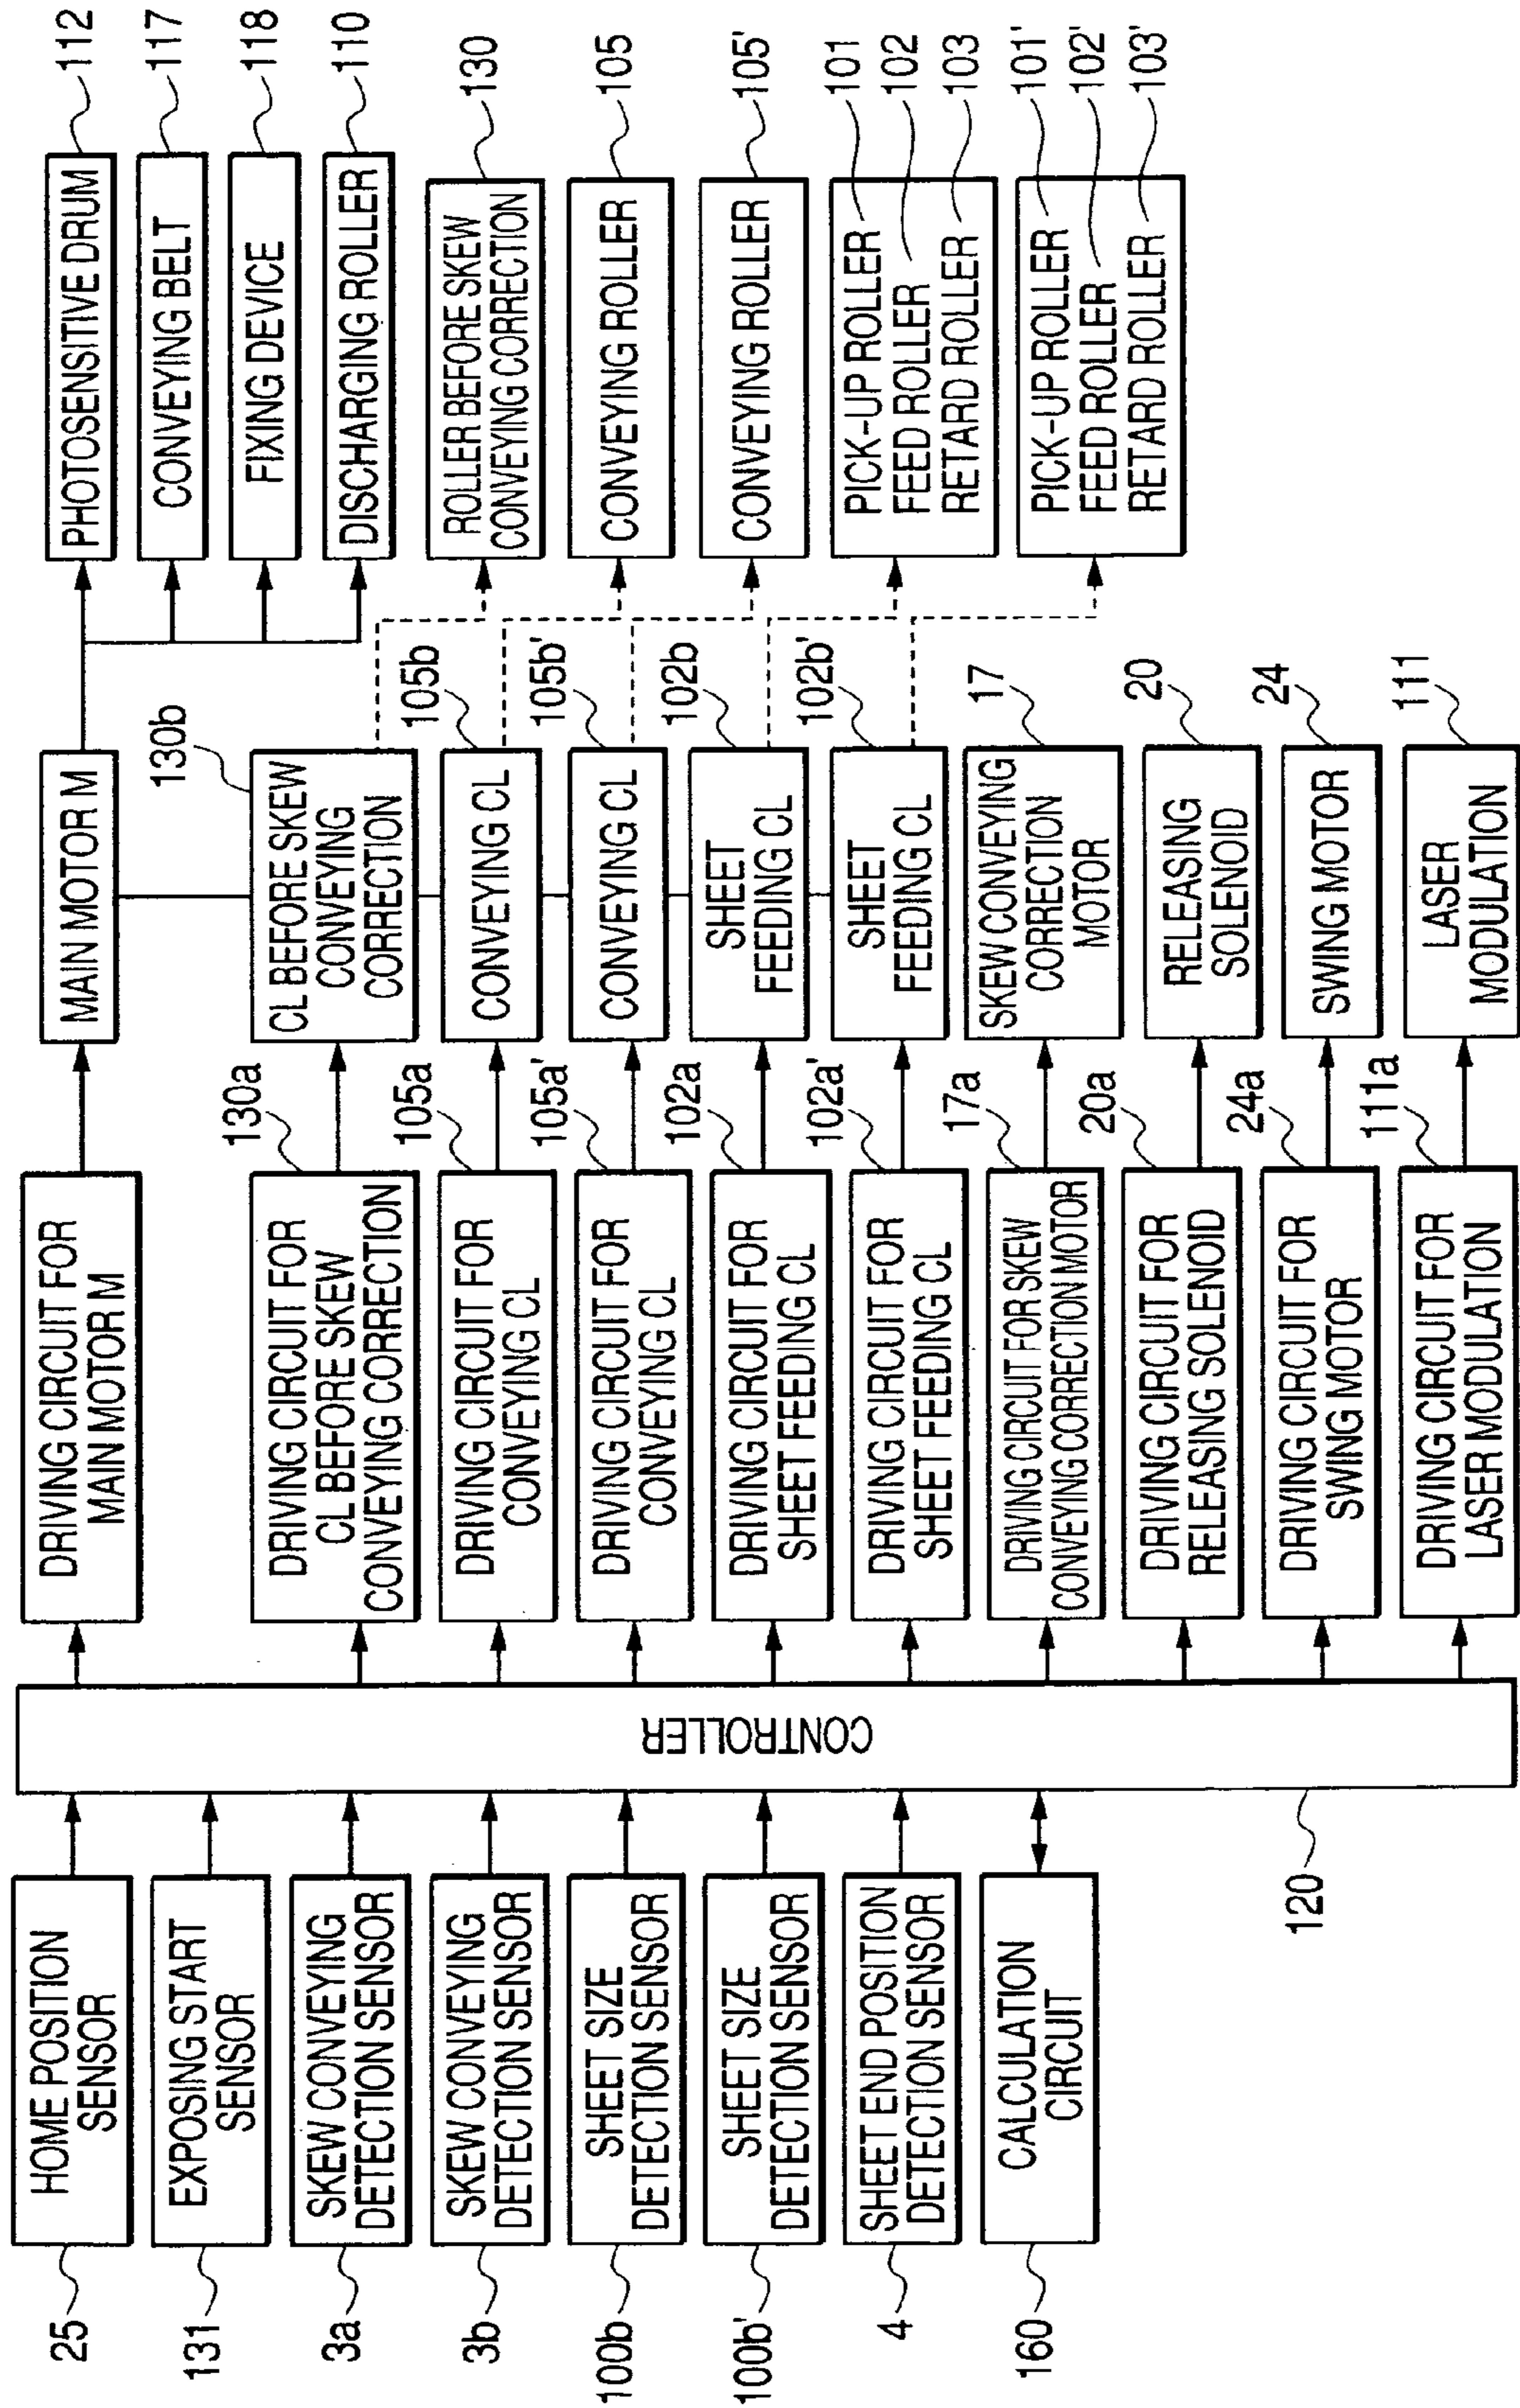 25
HOME POSITION
SENSOR
131
EXPOSING START
SENSOR
3a
SKEW CONVEYING
DETECTION SENSOR
3b
SKEW CONVEYING
DETECTION SENSOR
100b
SHEET SIZE
DETECTION SENSOR
100b'
SHEET SIZE
DETECTION SENSOR
4
SHEET END POSITION
DETECTION SENSOR
160
CALCULATION
CIRCUIT
CONTROLLER
120
DRIVING CIRCUIT FOR
MAIN MOTOR M
130a
DRIVING CIRCUIT FOR
CL BEFORE SKEW
CONVEYING CORRECTION
105a
DRIVING CIRCUIT FOR
CONVEYING CL
105a'
DRIVING CIRCUIT FOR
CONVEYING CL
102a
DRIVING CIRCUIT FOR
SHEET FEEDING CL
102a'
DRIVING CIRCUIT FOR
SHEET FEEDING CL
17a
DRIVING CIRCUIT FOR SKEW
CONVEYING CORRECTION MOTOR
20a
DRIVING CIRCUIT FOR
RELEASING SOLENOID
24a
DRIVING CIRCUIT FOR
SWING MOTOR
111a
DRIVING CIRCUIT FOR
LASER MODULATION
MAIN MOTOR M
130b
CL BEFORE SKEW
CONVEYING
CORRECTION
105b
CONVEYING CL
105b'
CONVEYING CL
102b
SHEET
FEEDING CL
102b'
SHEET
FEEDING CL
17
SKEW CONVEYING
CORRECTION
MOTOR
20
RELEASING
SOLENOID
24
SWING MOTOR
111
LASER
MODULATION
PHOTOSENSITIVE DRUM
112
CONVEYING BELT
117
FIXING DEVICE
118
DISCHARGING ROLLER
110
ROLLER BEFORE SKEW
CONVEYING CORRECTION
130
CONVEYING ROLLER
105
CONVEYING ROLLER
105'
PICK-UP ROLLER
101
FEED ROLLER
102
RETARD ROLLER
103
PICK-UP ROLLER
101'
FEED ROLLER
102'
RETARD ROLLER
103'